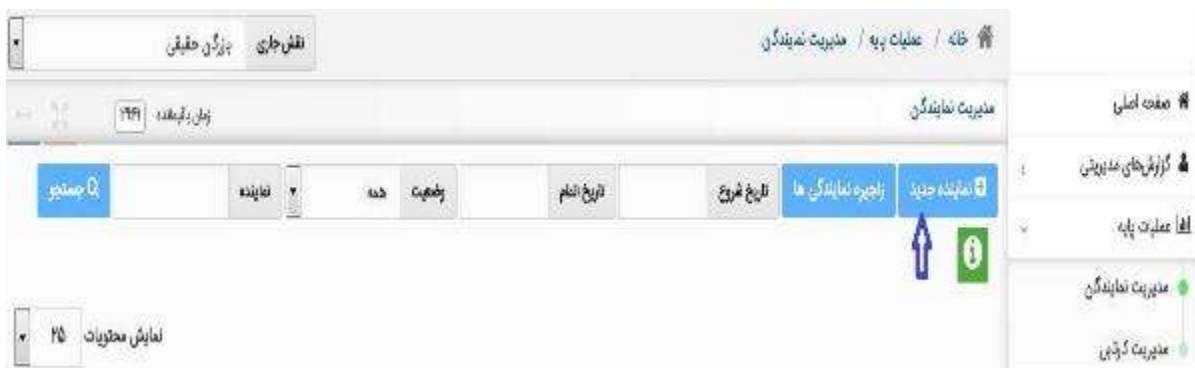 خانه / عملیات پایه / مدیریت نمایندگان
نقش جاری بازرگان حقیقی
مدیریت نمایندگان
زمان باقیمانده
نماینده جدید زنجیره نمایندگی ها تاریخ شروع تاریخ اتمام وضعیت همه نماینده جستجو
نمایش محتویات ۲۵
صفحه اصلی
گزارش‌های مدیریتی
عملیات پایه
مدیریت نمایندگان
مدیریت کارتابل